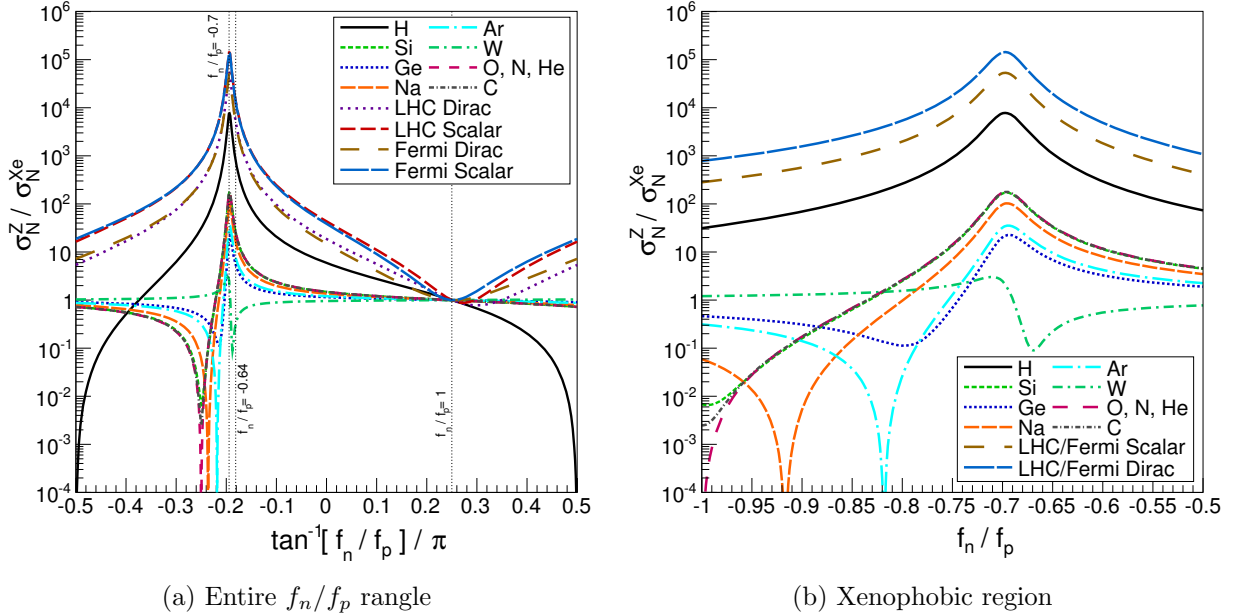 σ_N^Z / σ_N^Xe
10^5
10^4
10^3
10^2
10
1
10^-1
10^-2
10^-3
10^-4
-0.5 -0.4 -0.3 -0.2 -0.1 0 0.1 0.2 0.3 0.4 0.5
tan^-1[ f_n / f_p ] / π
f_n / f_p = -0.7
f_n / f_p = -0.64
f_n / f_p = 1
H Ar
Si W
Ge O, N, He
Na C
LHC Dirac
LHC Scalar
Fermi Dirac
Fermi Scalar
(a) Entire f_n/f_p rangle
σ_N^Z / σ_N^Xe
10^6
10^5
10^4
10^3
10^2
10
1
10^-1
10^-2
10^-3
10^-4
-1 -0.95 -0.9 -0.85 -0.8 -0.75 -0.7 -0.65 -0.6 -0.55 -0.5
f_n / f_p
H Ar
Si W
Ge O, N, He
Na C
LHC/Fermi Scalar
LHC/Fermi Dirac
(b) Xenophobic region